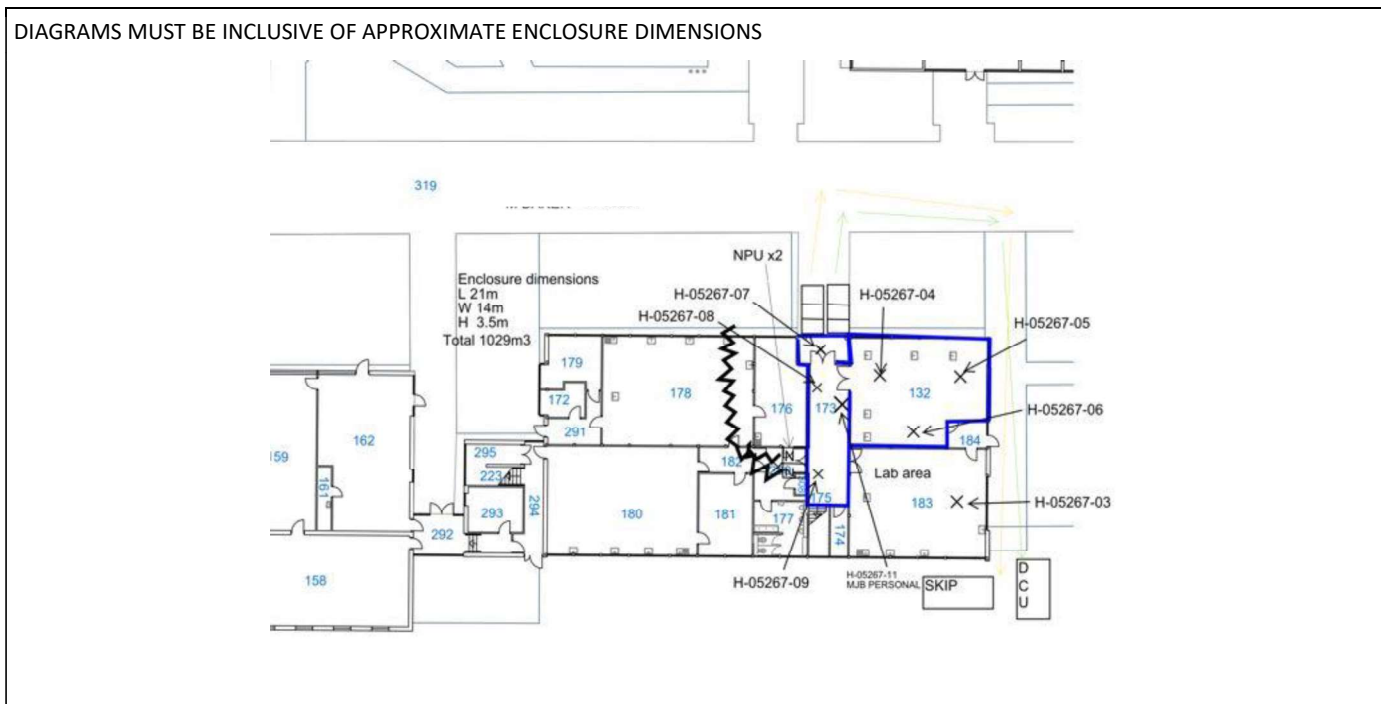 DIAGRAMS MUST BE INCLUSIVE OF APPROXIMATE ENCLOSURE DIMENSIONS
319
NPU x2
Enclosure dimensions
L 21m
W 14m
H 3.5m
Total 1029m3
H-05267-07
H-05267-04
H-05267-08
H-05267-05
179
172
178
176
173
132
H-05267-06
291
184
162
159
161
295
223
182
N
Lab area
293
294
180
181
177
175
174
183
H-05267-03
292
158
H-05267-09
H-05267-11
MJB PERSONAL
SKIP
D
C
U